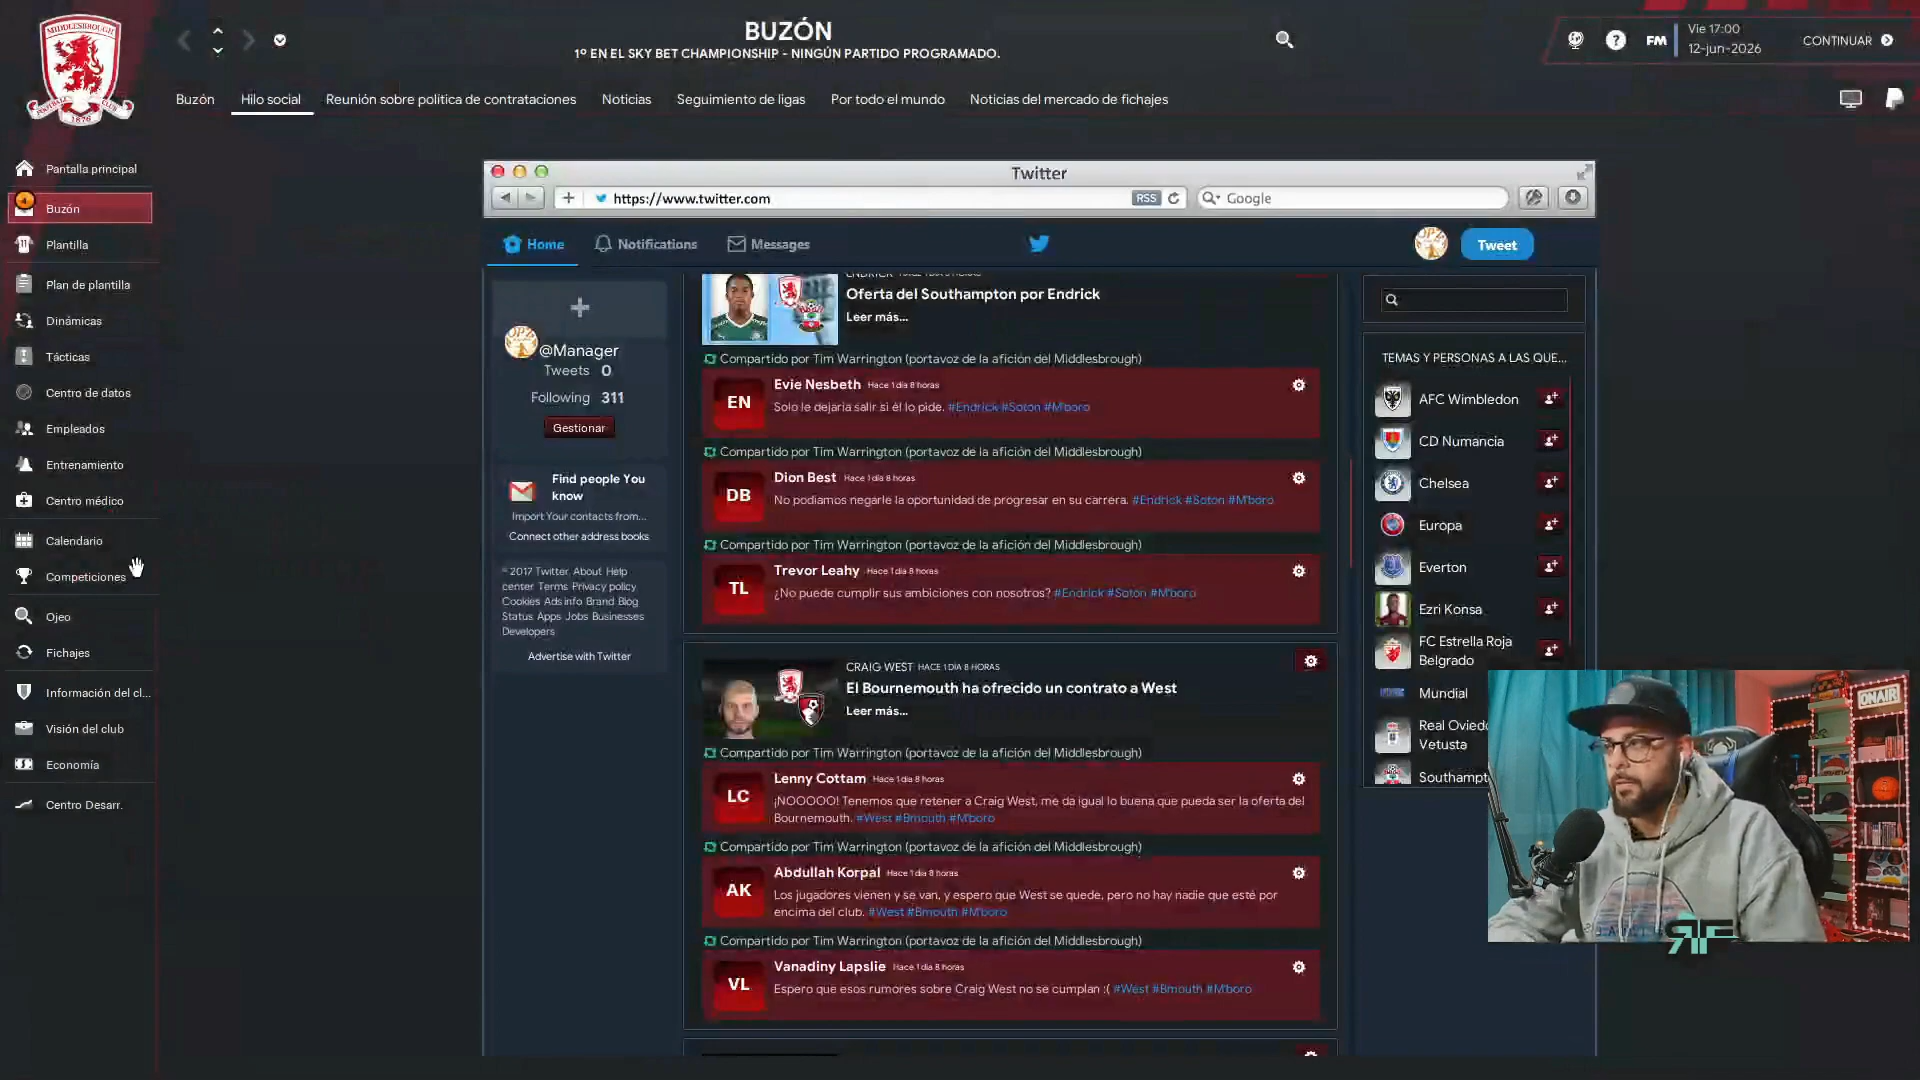 MIDDLESBROUGH
FOOTBALL CLUB
1876
BUZÓN
1º EN EL SKY BET CHAMPIONSHIP - NINGÚN PARTIDO PROGRAMADO.
FM
Vie 17:00
12-jun-2026
CONTINUAR
Buzón
Hilo social
Reunión sobre política de contrataciones
Noticias
Seguimiento de ligas
Por todo el mundo
Noticias del mercado de fichajes
Pantalla principal
4
Buzón
11
Plantilla
Plan de plantilla
Dinámicas
Tácticas
Centro de datos
Empleados
Entrenamiento
Centro médico
Calendario
Competiciones
Ojeo
Fichajes
Información del cl...
Visión del club
Economía
Centro Desarr.
Twitter
https://www.twitter.com
RSS
Google
Home
Notifications
Messages
Tweet
@Manager
Tweets 0
Following 311
Gestionar
Find people You
know
Import Your contacts from...
Connect other address books
© 2017 Twitter. About Help
center Terms Privacy policy
Cookies Ads info Brand Blog
Status Apps Jobs Businesses
Developers
Advertise with Twitter
Oferta del Southampton por Endrick
Leer más...
Compartido por Tim Warrington (portavoz de la afición del Middlesbrough)
EN
Evie Nesbeth Hace 1 día 8 horas
Solo le dejaría salir si él lo pide. #Endrick #Soton #M'boro
Compartido por Tim Warrington (portavoz de la afición del Middlesbrough)
DB
Dion Best Hace 1 día 8 horas
No podíamos negarle la oportunidad de progresar en su carrera. #Endrick #Soton #M'boro
Compartido por Tim Warrington (portavoz de la afición del Middlesbrough)
TL
Trevor Leahy Hace 1 día 8 horas
¿No puede cumplir sus ambiciones con nosotros? #Endrick #Soton #M'boro
CRAIG WEST HACE 1 DÍA 8 HORAS
El Bournemouth ha ofrecido un contrato a West
Leer más...
Compartido por Tim Warrington (portavoz de la afición del Middlesbrough)
LC
Lenny Cottam Hace 1 día 8 horas
¡NOOOOO! Tenemos que retener a Craig West, me da igual lo buena que pueda ser la oferta del
Bournemouth. #West #Bmouth #M'boro
Compartido por Tim Warrington (portavoz de la afición del Middlesbrough)
AK
Abdullah Korpal Hace 1 día 8 horas
Los jugadores vienen y se van, y espero que West se quede, pero no hay nadie que esté por
encima del club. #West #Bmouth #M'boro
Compartido por Tim Warrington (portavoz de la afición del Middlesbrough)
VL
Vanadiny Lapslie Hace 1 día 8 horas
Espero que esos rumores sobre Craig West no se cumplan :( #West #Bmouth #M'boro
TEMAS Y PERSONAS A LAS QUE...
AFC Wimbledon
CD Numancia
Chelsea
Europa
Everton
Ezri Konsa
FC Estrella Roja
Belgrado
Mundial
Real Oviedo
Vetusta
Southampt
ON AIR